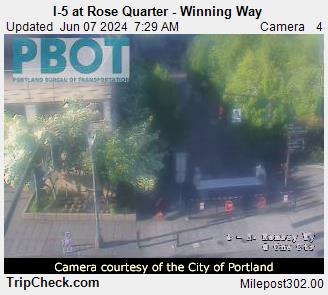 I-5 at Rose Quarter - Winning Way
Updated Jun 07 2024 7:29 AM Camera 4
PBOT
PORTLAND BUREAU OF TRANSPORTATION
Camera courtesy of the City of Portland
TripCheck.com Milepost302.00